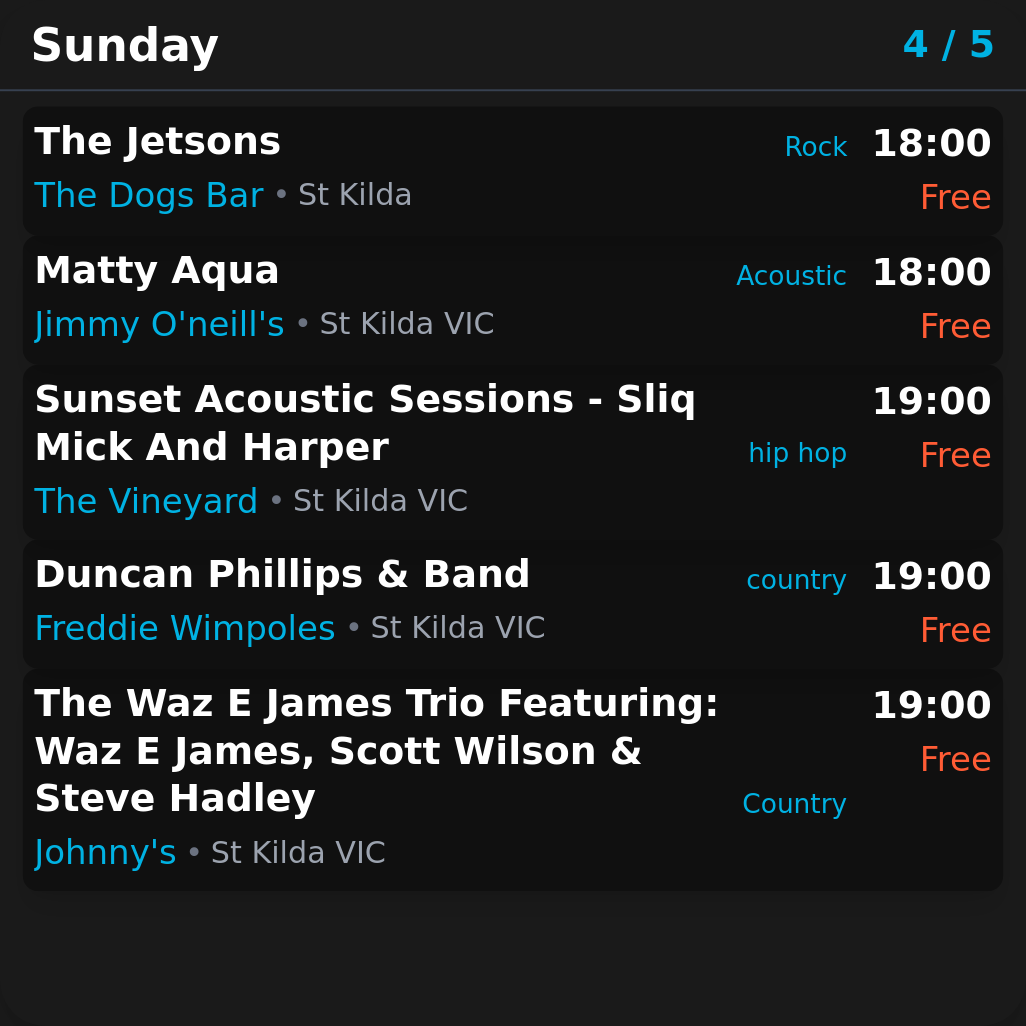 Sunday 4 / 5
The Jetsons Rock 18:00
The Dogs Bar • St Kilda Free
Matty Aqua Acoustic 18:00
Jimmy O'neill's • St Kilda VIC Free
Sunset Acoustic Sessions - Sliq 19:00
Mick And Harper hip hop Free
The Vineyard • St Kilda VIC
Duncan Phillips & Band country 19:00
Freddie Wimpoles • St Kilda VIC Free
The Waz E James Trio Featuring: 19:00
Waz E James, Scott Wilson & Free
Steve Hadley Country
Johnny's • St Kilda VIC